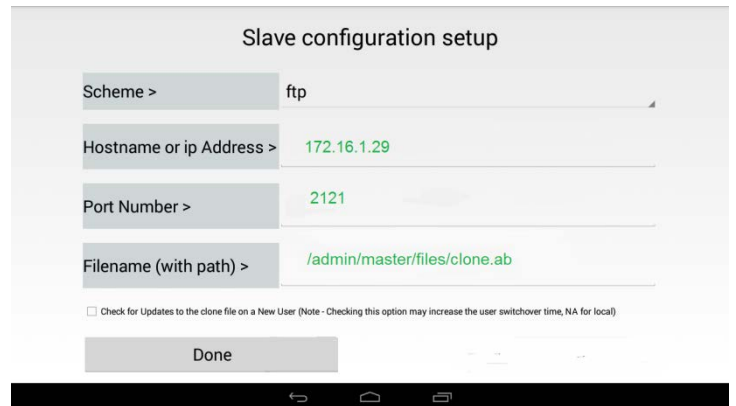 Slave configuration setup
Scheme > ftp
Hostname or ip Address > 172.16.1.29
Port Number > 2121
Filename (with path) > /admin/master/files/clone.ab
Check for Updates to the clone file on a New User (Note - Checking this option may increase the user switchover time, NA for local)
Done